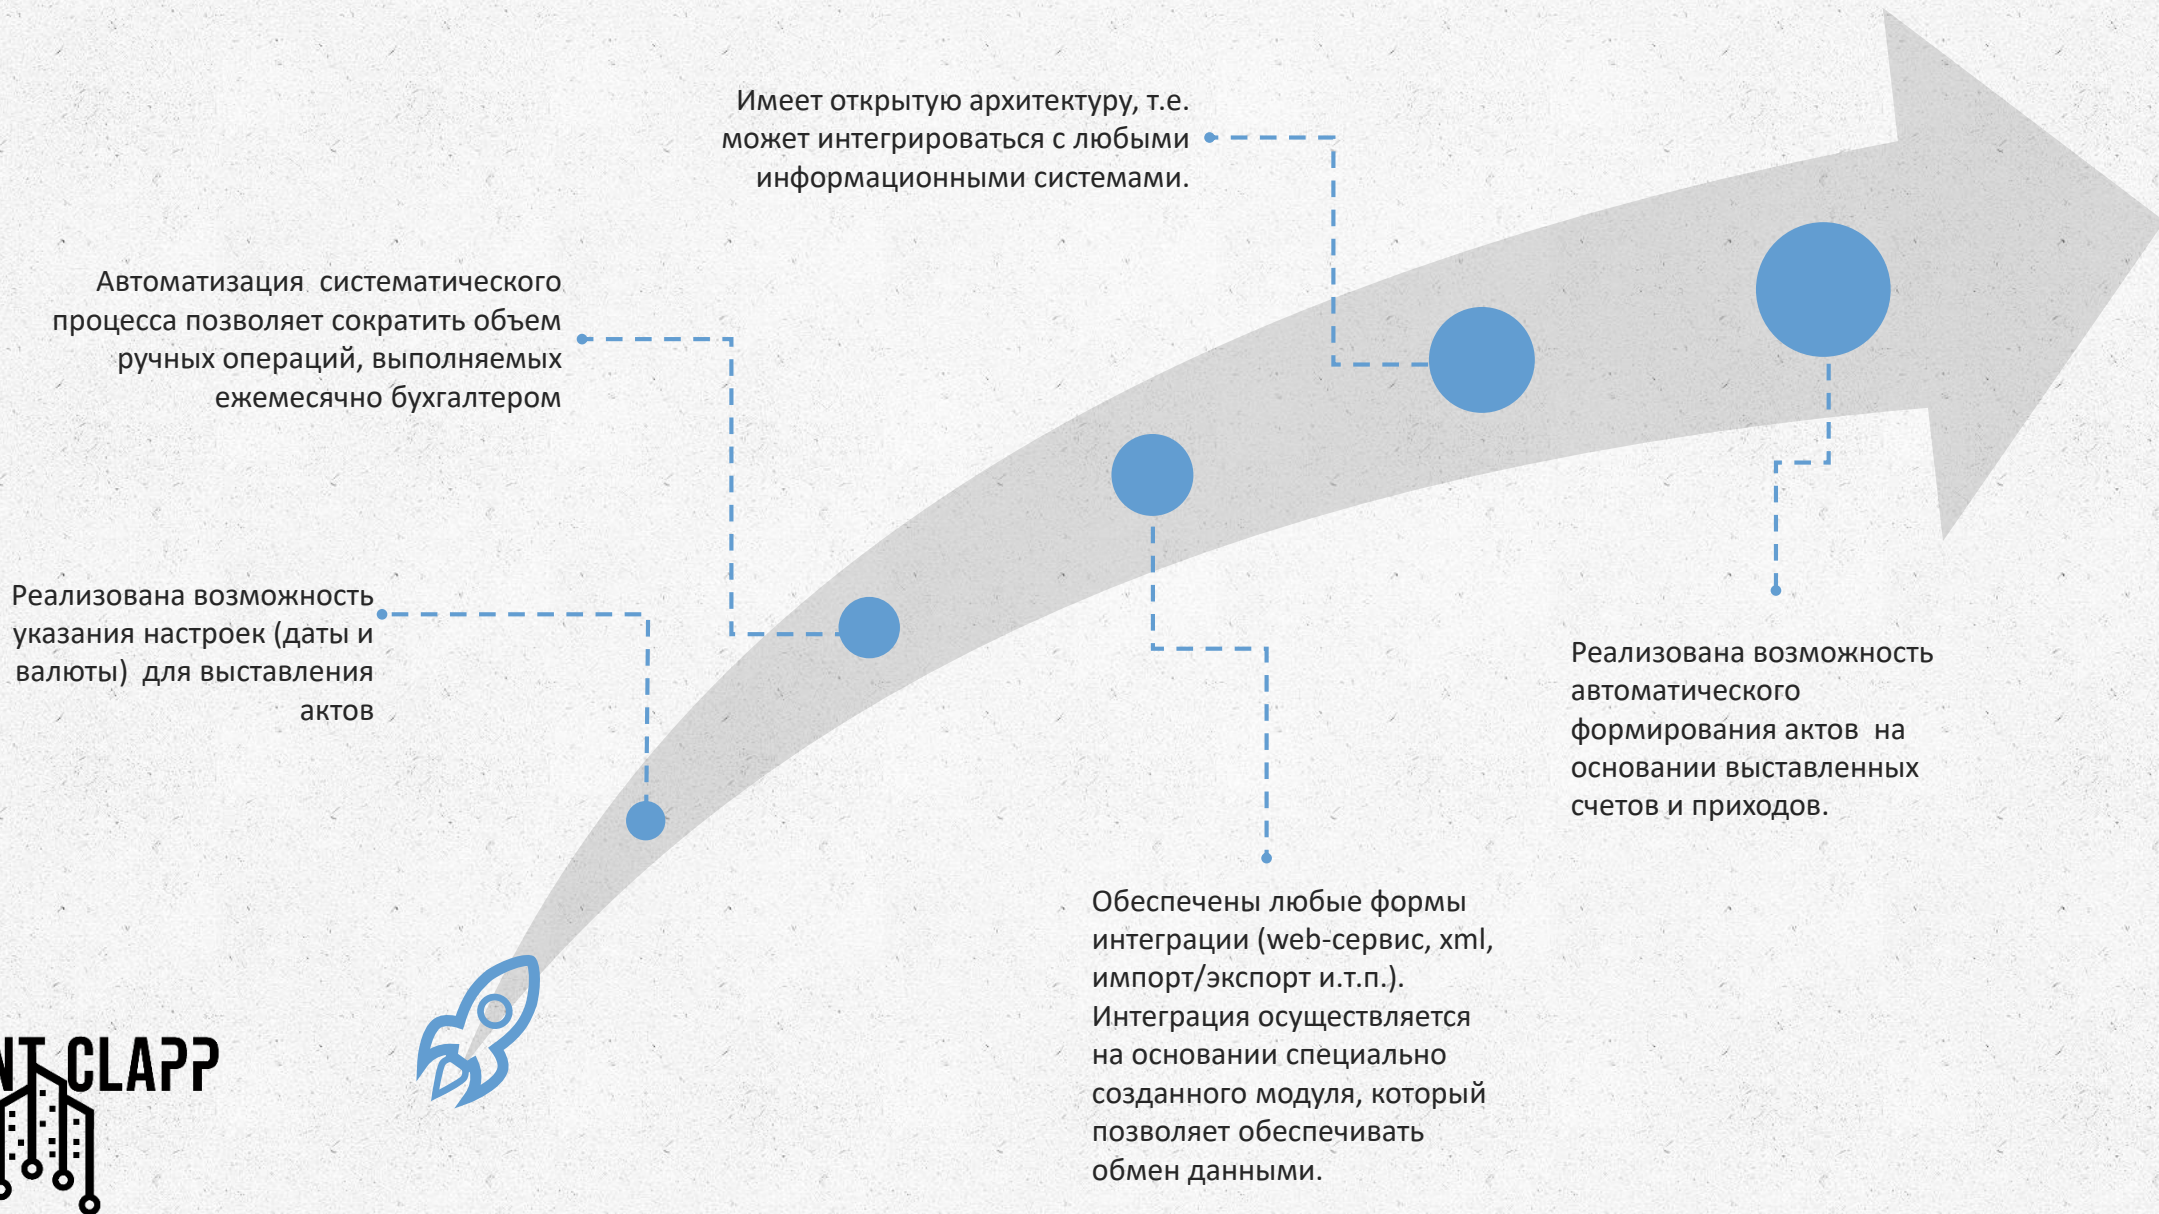 Имеет открытую архитектуру, т.е.
может интегрироваться с любыми
информационными системами.
Автоматизация систематического
процесса позволяет сократить объем
ручных операций, выполняемых
ежемесячно бухгалтером
Реализована возможность
указания настроек (даты и
валюты) для выставления
актов
Реализована возможность
автоматического
формирования актов на
основании выставленных
счетов и приходов.
Обеспечены любые формы
интеграции (web-сервис, xml,
импорт/экспорт и.т.п.).
Интеграция осуществляется
на основании специально
созданного модуля, который
позволяет обеспечивать
обмен данными.
CLAPP